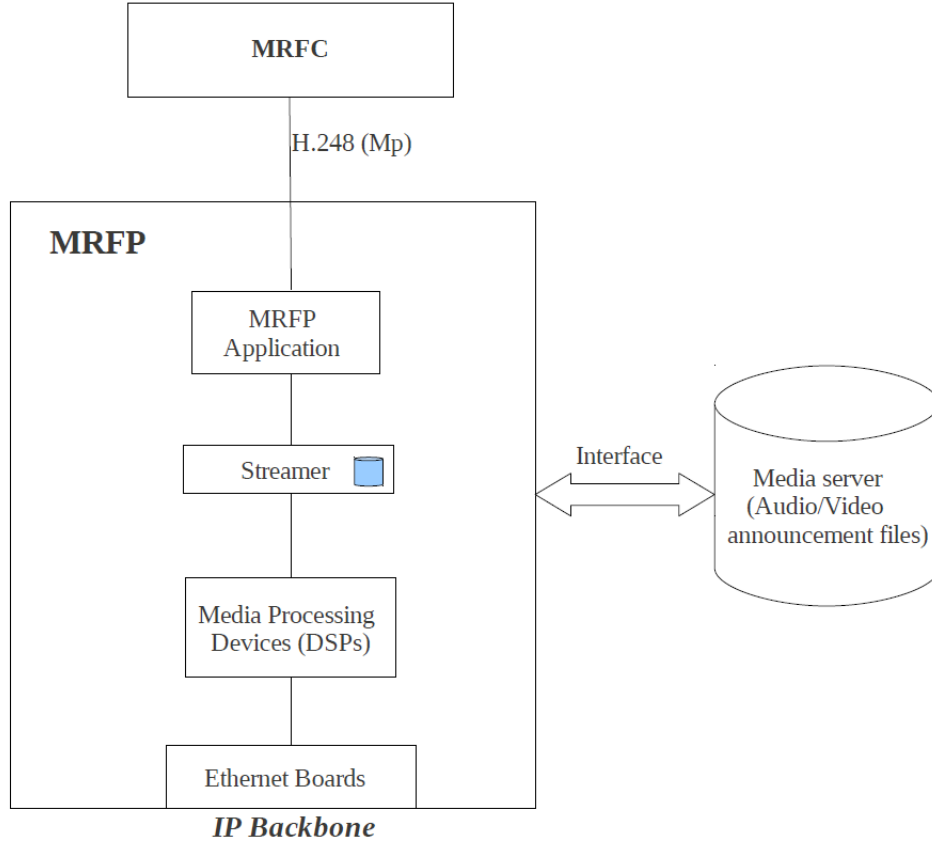 MRFC
H.248 (Mp)
MRFP
MRFP
Application
Streamer
Interface
Media server
(Audio/Video
announcement files)
Media Processing
Devices (DSPs)
Ethernet Boards
IP Backbone